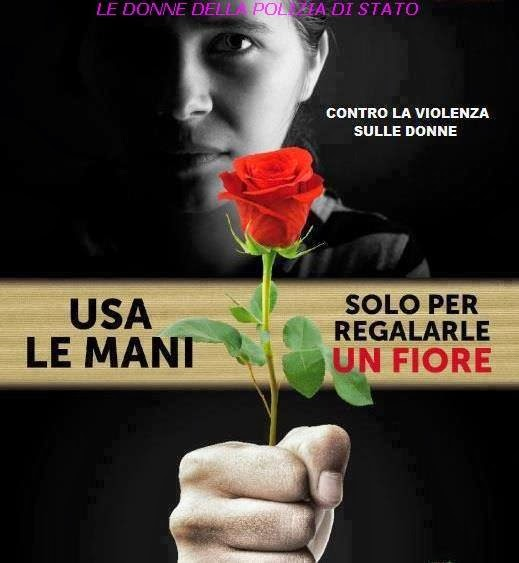 LE DONNE DELLA POLIZIA DI STATO
CONTRO LA VIOLENZA
SULLE DONNE
USA
LE MANI
SOLO PER
REGALARLE
UN FIORE